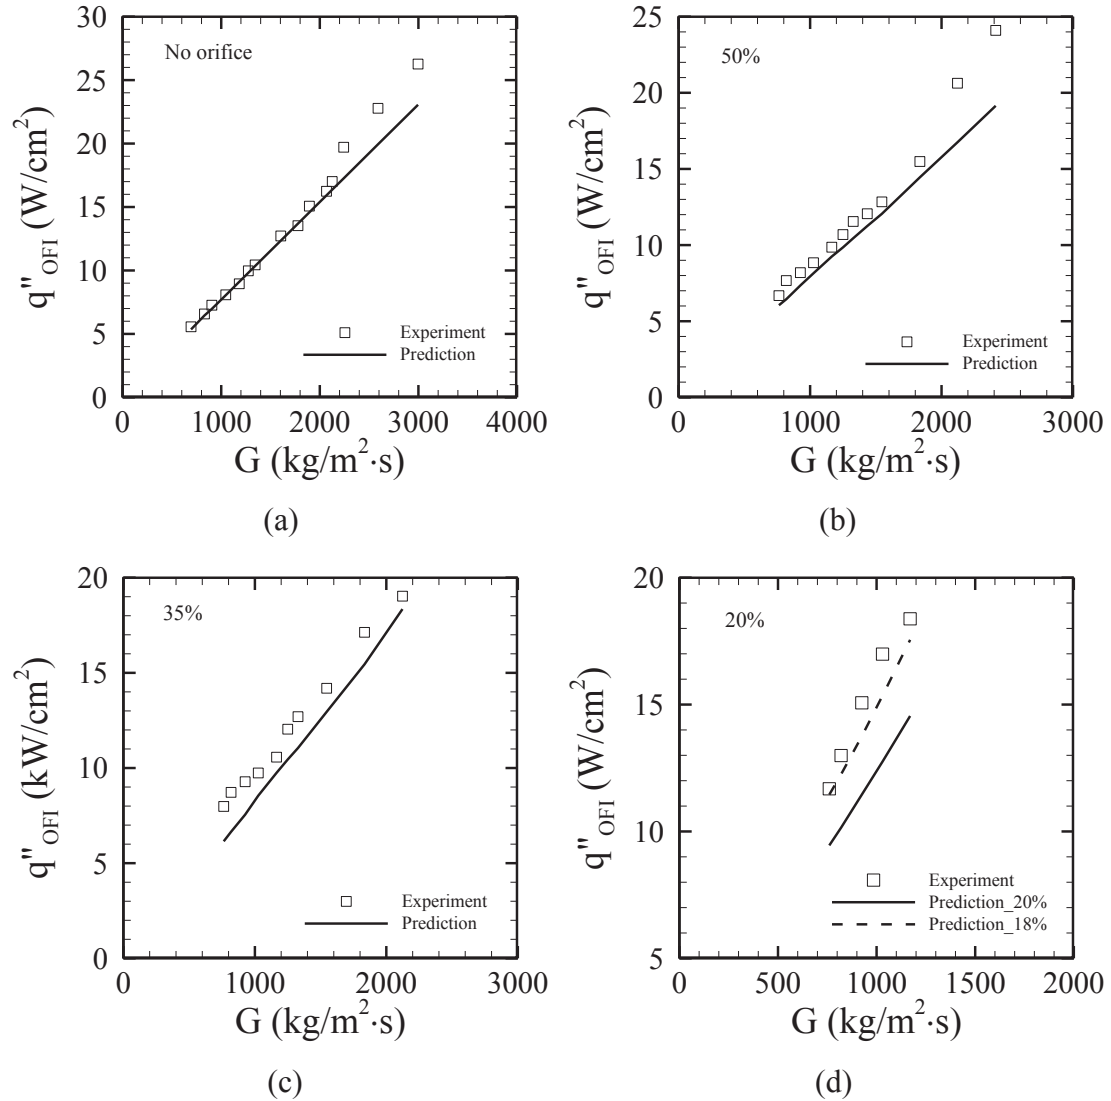 30
25
20
15
10
5
0
q"OFI (W/cm²)
No orifice
Experiment
Prediction
0 1000 2000 3000 4000
G (kg/m²·s)
(a)
25
20
15
10
5
0
q"OFI (W/cm²)
50%
Experiment
Prediction
0 1000 2000 3000
G (kg/m²·s)
(b)
20
15
10
5
0
q"OFI (kW/cm²)
35%
Experiment
Prediction
0 1000 2000 3000
G (kg/m²·s)
(c)
20
15
10
5
q"OFI (W/cm²)
20%
Experiment
Prediction_20%
Prediction_18%
0 500 1000 1500 2000
G (kg/m²·s)
(d)